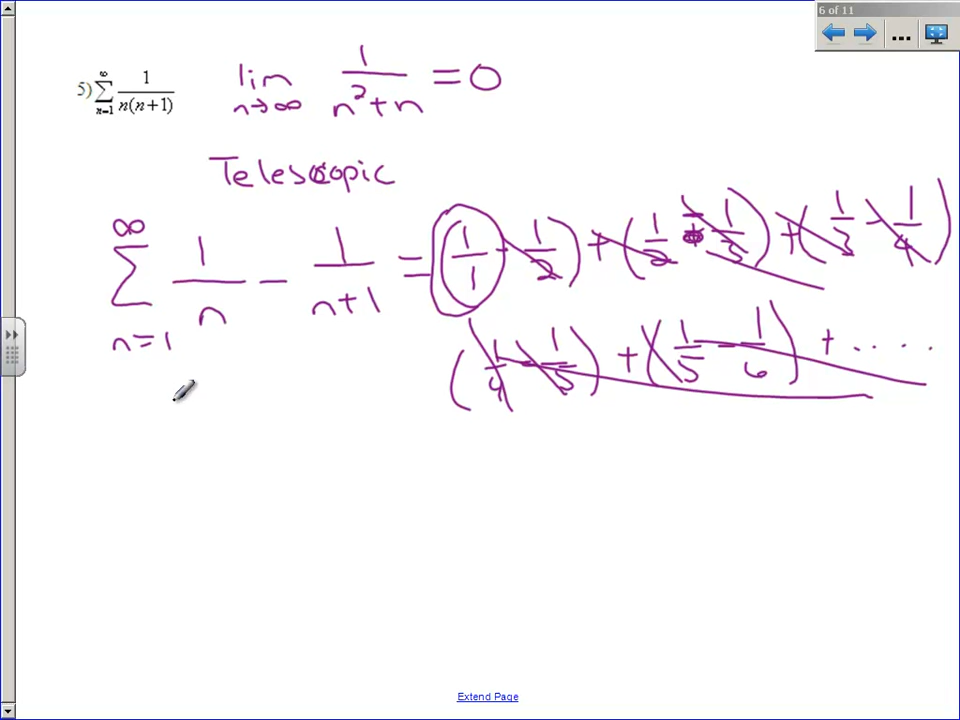 6 of 11
5) ∞ Σ n=1 1 / n(n+1)   lim n→∞ 1 / n²+n = 0
Telescopic
∞ Σ n=1 1/n − 1/n+1 = (1/1 − 1/2) + (1/2 − 1/3) + (1/3 − 1/4)
(1/4 − 1/5) + (1/5 − 1/6) + .....
Extend Page